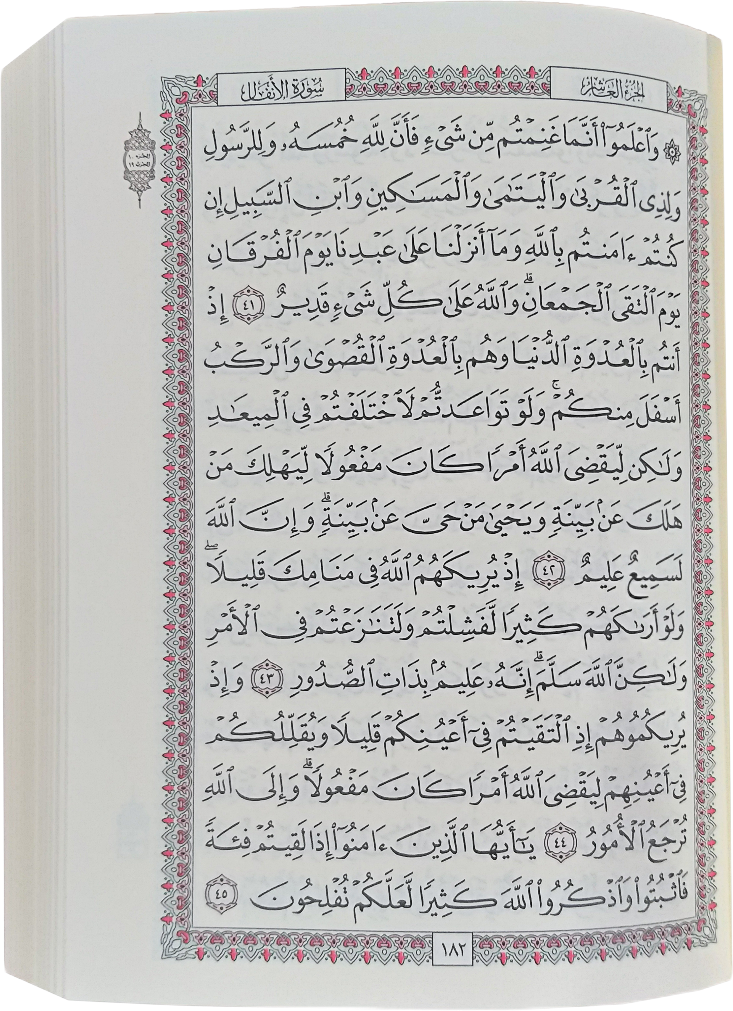 الجزء العاشر
سورة الأنفال
۞ وَٱعْلَمُوٓا۟ أَنَّمَا غَنِمْتُم مِّن شَىْءٍ فَأَنَّ لِلَّهِ خُمُسَهُۥ وَلِلرَّسُولِ
وَلِذِى ٱلْقُرْبَىٰ وَٱلْيَتَٰمَىٰ وَٱلْمَسَٰكِينِ وَٱبْنِ ٱلسَّبِيلِ إِن
كُنتُمْ ءَامَنتُم بِٱللَّهِ وَمَآ أَنزَلْنَا عَلَىٰ عَبْدِنَا يَوْمَ ٱلْفُرْقَانِ
يَوْمَ ٱلْتَقَى ٱلْجَمْعَانِ ۗ وَٱللَّهُ عَلَىٰ كُلِّ شَىْءٍ قَدِيرٌ ٤١ إِذْ
أَنتُم بِٱلْعُدْوَةِ ٱلدُّنْيَا وَهُم بِٱلْعُدْوَةِ ٱلْقُصْوَىٰ وَٱلرَّكْبُ
أَسْفَلَ مِنكُمْ ۚ وَلَوْ تَوَاعَدتُّمْ لَٱخْتَلَفْتُمْ فِى ٱلْمِيعَٰدِ
وَلَٰكِن لِّيَقْضِىَ ٱللَّهُ أَمْرًا كَانَ مَفْعُولًا لِّيَهْلِكَ مَنْ
هَلَكَ عَنۢ بَيِّنَةٍ وَيَحْيَىٰ مَنْ حَىَّ عَنۢ بَيِّنَةٍ ۗ وَإِنَّ ٱللَّهَ
لَسَمِيعٌ عَلِيمٌ ٤٢ إِذْ يُرِيكَهُمُ ٱللَّهُ فِى مَنَامِكَ قَلِيلًا ۖ
وَلَوْ أَرَىٰكَهُمْ كَثِيرًا لَّفَشِلْتُمْ وَلَتَنَٰزَعْتُمْ فِى ٱلْأَمْرِ
وَلَٰكِنَّ ٱللَّهَ سَلَّمَ ۗ إِنَّهُۥ عَلِيمٌۢ بِذَاتِ ٱلصُّدُورِ ٤٣ وَإِذْ
يُرِيكُمُوهُمْ إِذِ ٱلْتَقَيْتُمْ فِىٓ أَعْيُنِكُمْ قَلِيلًا وَيُقَلِّلُكُمْ
فِىٓ أَعْيُنِهِمْ لِيَقْضِىَ ٱللَّهُ أَمْرًا كَانَ مَفْعُولًا ۗ وَإِلَى ٱللَّهِ
تُرْجَعُ ٱلْأُمُورُ ٤٤ يَٰٓأَيُّهَا ٱلَّذِينَ ءَامَنُوٓا۟ إِذَا لَقِيتُمْ فِئَةً
فَٱثْبُتُوا۟ وَٱذْكُرُوا۟ ٱللَّهَ كَثِيرًا لَّعَلَّكُمْ تُفْلِحُونَ ٤٥
١٨٢